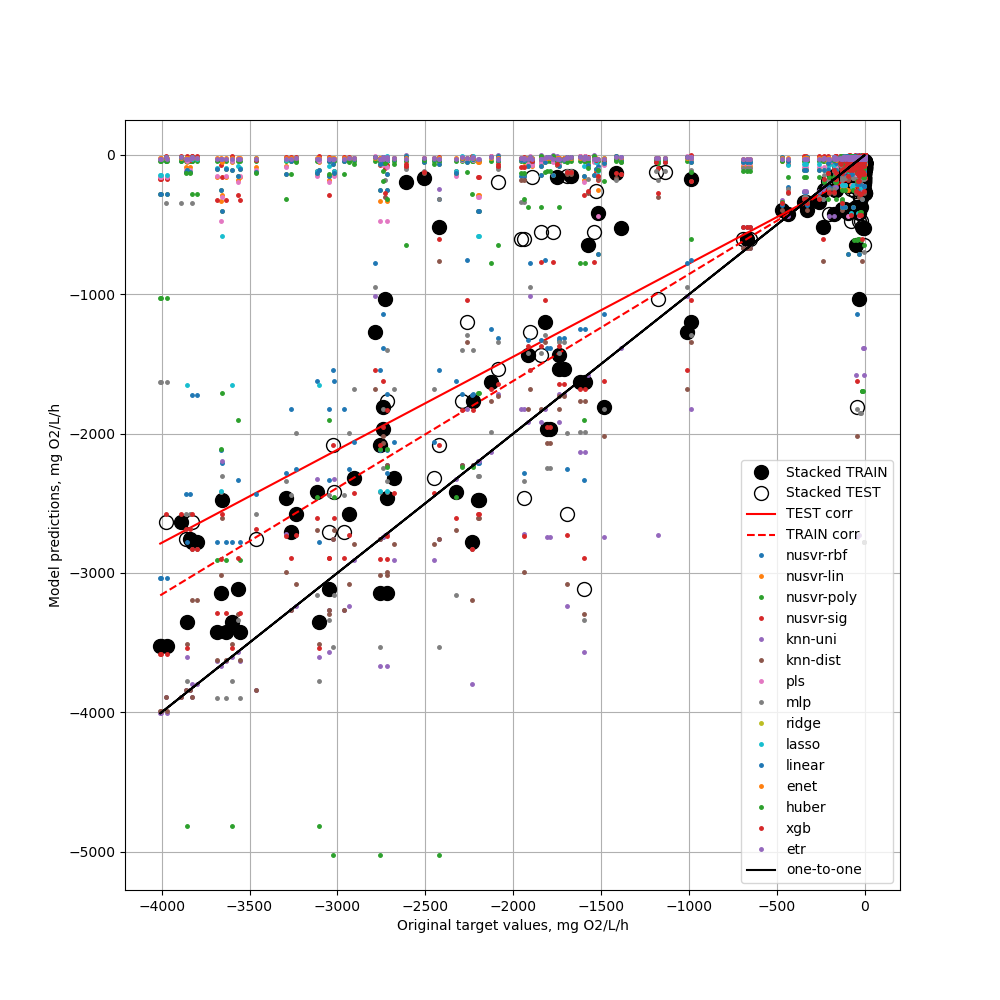 0
−1000
−2000
−3000
−4000
−5000
Model predictions, mg O2/L/h
−4000
−3500
−3000
−2500
−2000
−1500
−1000
−500
0
Original target values, mg O2/L/h
Stacked TRAIN
Stacked TEST
TEST corr
TRAIN corr
nusvr-rbf
nusvr-lin
nusvr-poly
nusvr-sig
knn-uni
knn-dist
pls
mlp
ridge
lasso
linear
enet
huber
xgb
etr
one-to-one